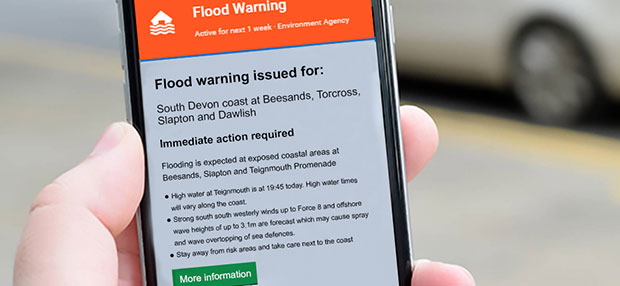 Flood Warning
Active for next 1 week · Environment Agency
Flood warning issued for:
South Devon coast at Beesands, Torcross,
Slapton and Dawlish
Immediate action required
Flooding is expected at exposed coastal areas at
Beesands, Slapton and Teignmouth Promenade
• High water at Teignmouth is at 19:45 today. High water times
will vary along the coast.
• Strong south south westerly winds up to Force 8 and offshore
wave heights of up to 3.1m are forecast which may cause spray
and wave overtopping of sea defences.
• Stay away from risk areas and take care next to the coast
More information